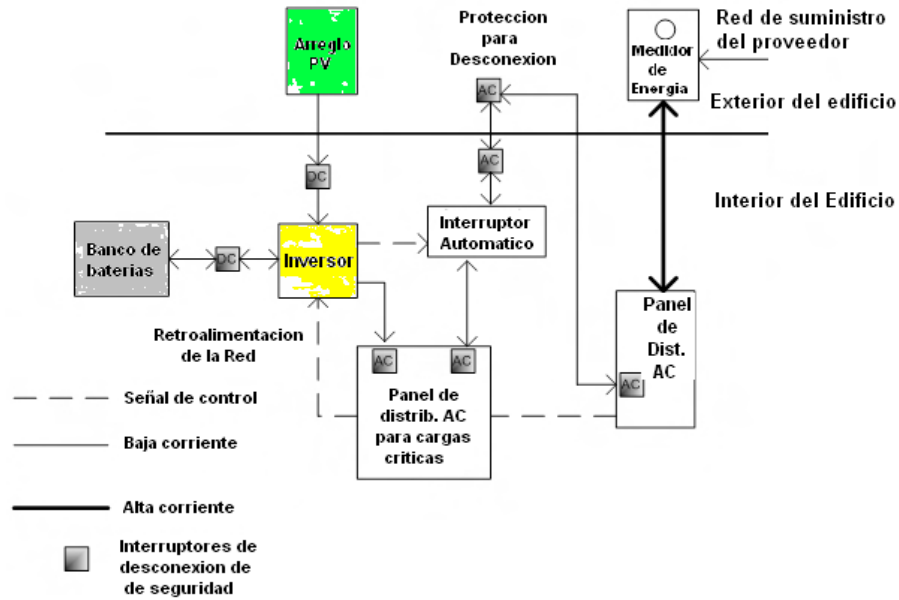 Arreglo
PV
Proteccion
para
Desconexion
Medidor
de
Energia
Red de suministro
del proveedor
Exterior del edificio
AC
AC
DC
Interior del Edificio
Banco de
baterias
DC
Inversor
Interruptor
Automatico
Retroalimentacion
de la Red
AC
AC
Panel de
distrib. AC
para cargas
criticas
Panel
de
Dist.
AC
AC
Señal de control
Baja corriente
Alta corriente
Interruptores de
desconexion de
de seguridad